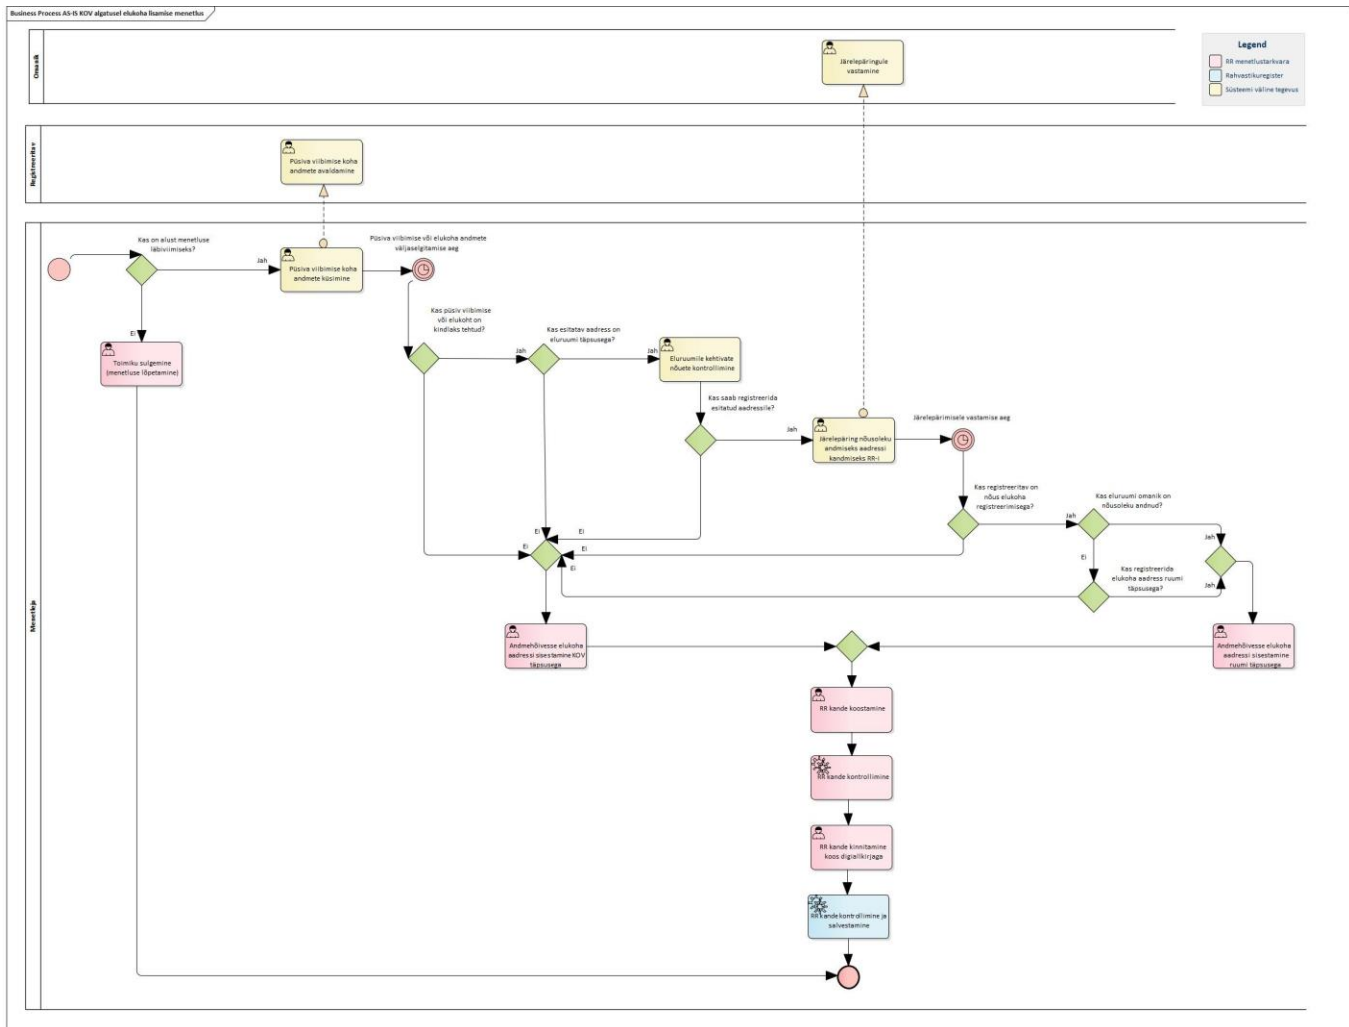 Business Process AS-IS KOV algatusel elukoha lisamise menetlus
Omanik
Järelepäringule
vastamine
Legend
RR menetlustarkvara
Rahvastikuregister
Süsteemi väline tegevus
Registreeritav
Püsiva viibimise koha
andmete avaldamine
Menetleja
Kas on alust menetluse
läbiviimiseks?
Jah
Ei
Püsiva viibimise koha
andmete küsimine
Püsiva viibimise või elukoha andmete
väljaselgitamise aeg
Toimiku sulgemine
(menetluse lõpetamine)
Kas püsiv viibimise
või elukoht on
kindlaks tehtud?
Jah
Ei
Kas esitatav aadress on
eluruumi täpsusega?
Jah
Ei
Eluruumile kehtivate
nõuete kontrollimine
Kas saab registreerida
esitatud aadressile?
Jah
Ei
Järelepäring nõusoleku
andmiseks aadressi
kandmiseks RR-i
Järelepärimisele vastamise aeg
Kas registreeritav on
nõus elukoha
registreerimisega?
Jah
Ei
Kas eluruumi omanik on
nõusoleku andnud?
Jah
Ei
Kas registreerida
elukoha aadress ruumi
täpsusega?
Jah
Ei
Andmehõivesse elukoha
aadressi sisestamine KOV
täpsusega
Andmehõivesse elukoha
aadressi sisestamine
ruumi täpsusega
RR kande koostamine
RR kande kontrollimine
RR kande kinnitamine
koos digiallkirjaga
RR kande kontrollimine ja
salvestamine